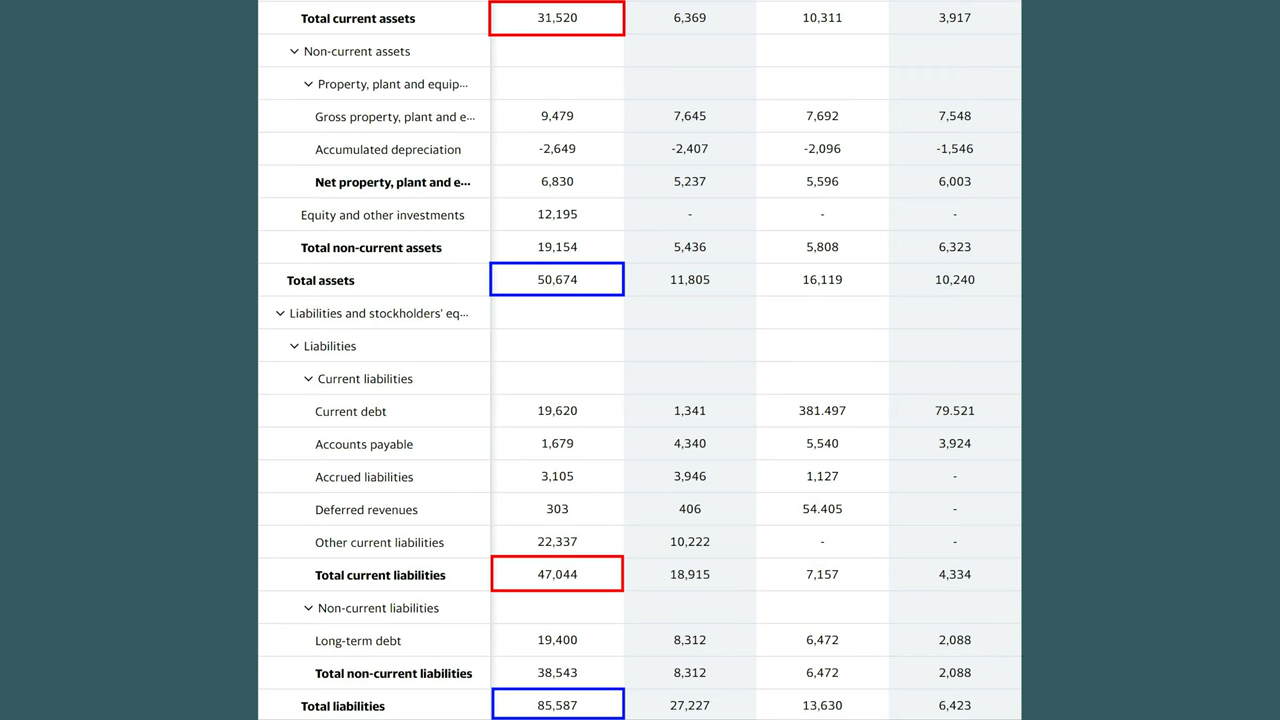 Total current assets 31,520 6,369 10,311 3,917
Non-current assets
Property, plant and equip...
Gross property, plant and e... 9,479 7,645 7,692 7,548
Accumulated depreciation -2,649 -2,407 -2,096 -1,546
Net property, plant and e... 6,830 5,237 5,596 6,003
Equity and other investments 12,195 - - -
Total non-current assets 19,154 5,436 5,808 6,323
Total assets 50,674 11,805 16,119 10,240
Liabilities and stockholders' eq...
Liabilities
Current liabilities
Current debt 19,620 1,341 381.497 79.521
Accounts payable 1,679 4,340 5,540 3,924
Accrued liabilities 3,105 3,946 1,127 -
Deferred revenues 303 406 54.405 -
Other current liabilities 22,337 10,222 - -
Total current liabilities 47,044 18,915 7,157 4,334
Non-current liabilities
Long-term debt 19,400 8,312 6,472 2,088
Total non-current liabilities 38,543 8,312 6,472 2,088
Total liabilities 85,587 27,227 13,630 6,423